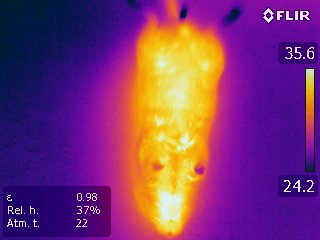 FLIR
35.6
24.2
ε 0.98
Rel. h. 37%
Atm. t. 22